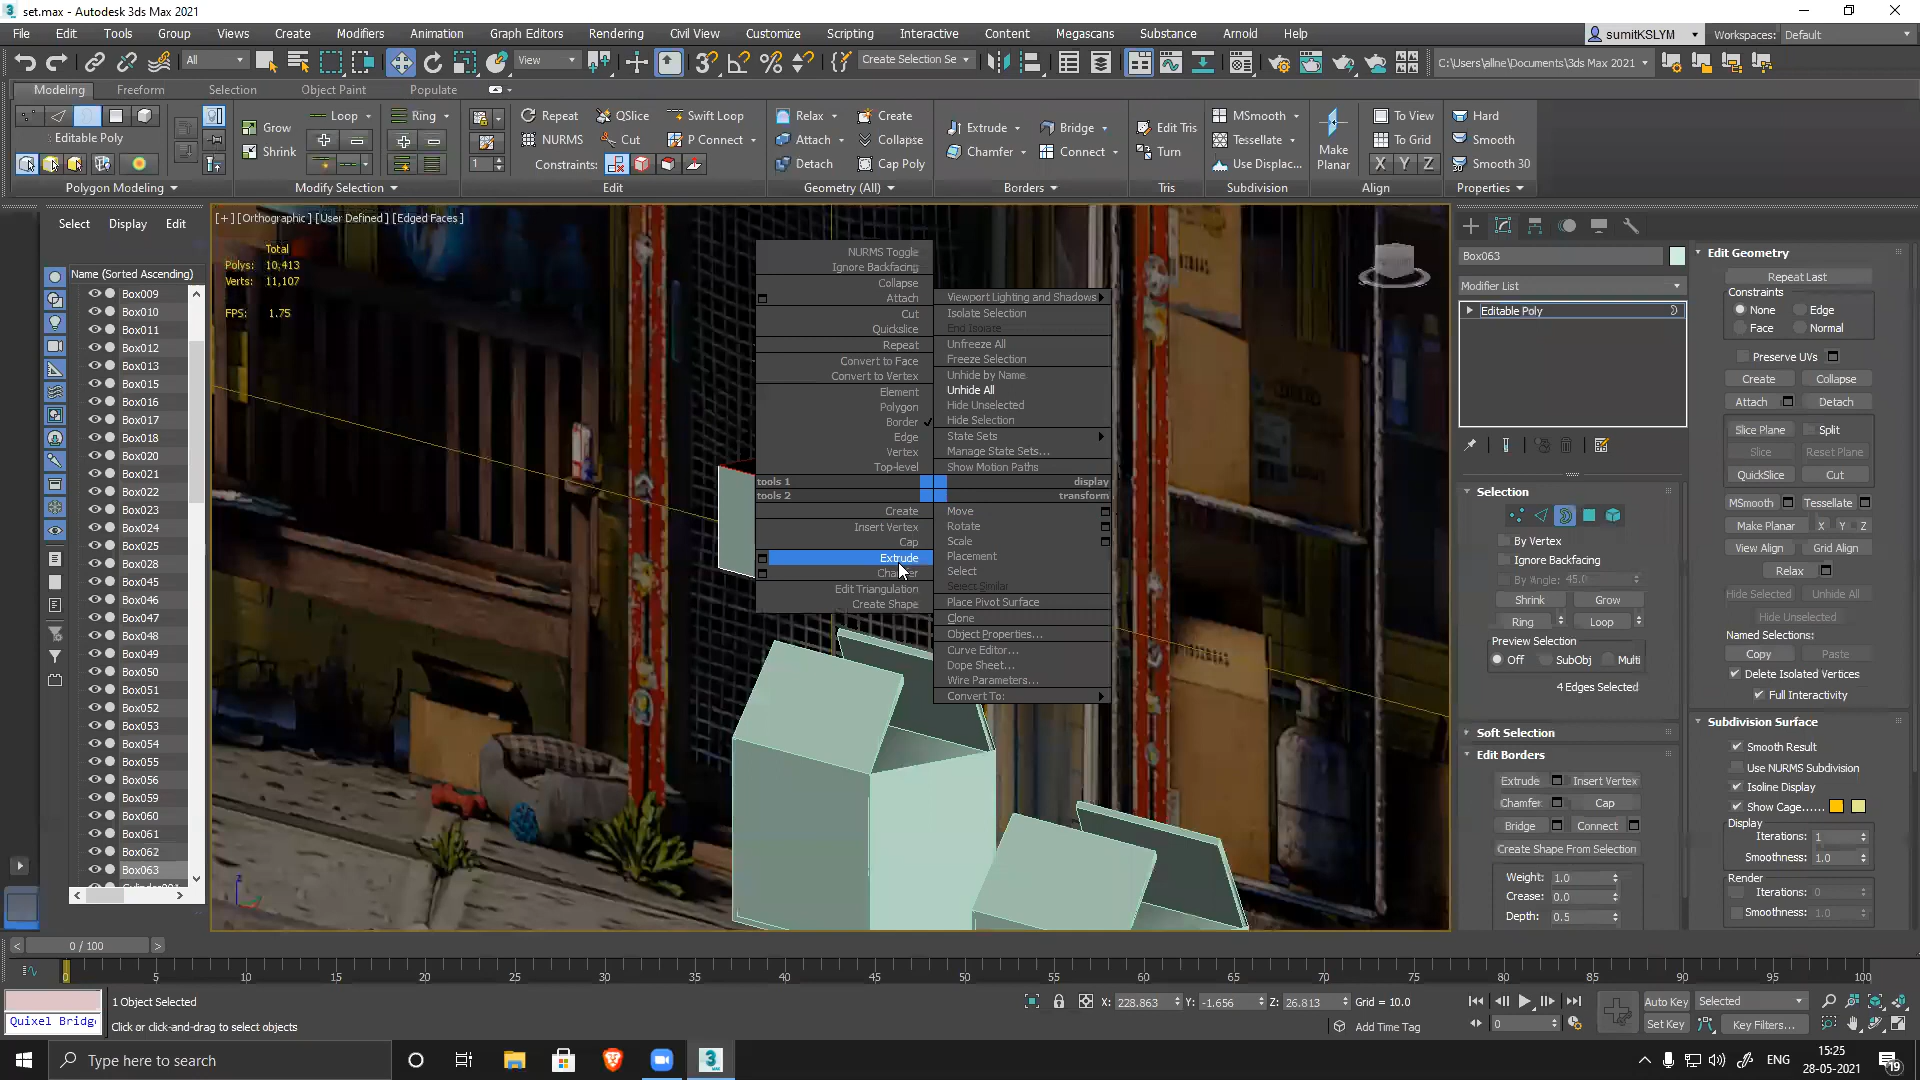 set.max - Autodesk 3ds Max 2021
File Edit Tools Group Views Create Modifiers Animation Graph Editors Rendering Civil View Customize Scripting Interactive Content Megascans Substance Arnold Help
sumitKSLYM Workspaces: Default
All View Create Selection Se C:\Users\allne\Documents\3ds Max 2021
Modeling Freeform Selection Object Paint Populate
Loop Ring Repeat QSlice Swift Loop Relax Create MSmooth To View Hard
Editable Poly Grow NURMS Cut P Connect Attach Collapse Extrude Bridge Edit Tris Tessellate To Grid Smooth
Shrink 1 Constraints: Detach Cap Poly Chamfer Connect Turn Use Displac... Make Planar X Y Z Smooth 30
Polygon Modeling Modify Selection Edit Geometry (All) Borders Tris Subdivision Align Properties
Select Display Edit
Name (Sorted Ascending)
Box009
Box010
Box011
Box012
Box013
Box015
Box016
Box017
Box018
Box020
Box021
Box022
Box023
Box024
Box025
Box028
Box045
Box046
Box047
Box048
Box049
Box050
Box051
Box052
Box053
Box054
Box055
Box056
Box059
Box060
Box061
Box062
Box063
Cylinder001
[+] [Orthographic] [User Defined] [Edged Faces]
Total
Polys: 10,413
Verts: 11,107
FPS: 1.75
NURMS Toggle
Ignore Backfacing
Collapse
Attach
Cut
Quickslice
Repeat
Convert to Face
Convert to Vertex
Element
Polygon
Border
Edge
Vertex
Top-level
tools 1
tools 2
Create
Insert Vertex
Cap
Extrude
Chamfer
Edit Triangulation
Create Shape
Viewport Lighting and Shadows
Isolate Selection
End Isolate
Unfreeze All
Freeze Selection
Unhide by Name
Unhide All
Hide Unselected
Hide Selection
State Sets
Manage State Sets...
Show Motion Paths
display
transform
Move
Rotate
Scale
Placement
Select
Select Similar
Place Pivot Surface
Clone
Object Properties...
Curve Editor...
Dope Sheet...
Wire Parameters...
Convert To:
Box063
Modifier List
Editable Poly
Selection
By Vertex
Ignore Backfacing
By Angle: 45.0
Shrink Grow
Ring Loop
Preview Selection
Off SubObj Multi
4 Edges Selected
Soft Selection
Edit Borders
Extrude Insert Vertex
Chamfer Cap
Bridge Connect
Create Shape From Selection
Weight: 1.0
Crease: 0.0
Depth: 0.5
Edit Geometry
Repeat Last
Constraints
None Edge
Face Normal
Preserve UVs
Create Collapse
Attach Detach
Slice Plane Split
Slice Reset Plane
QuickSlice Cut
MSmooth Tessellate
Make Planar X Y Z
View Align Grid Align
Relax
Hide Selected Unhide All
Hide Unselected
Named Selections:
Copy Paste
Delete Isolated Vertices
Full Interactivity
Subdivision Surface
Smooth Result
Use NURMS Subdivision
Isoline Display
Show Cage......
Display
Iterations: 1
Smoothness: 1.0
Render
Iterations: 0
Smoothness: 1.0
0 / 100
0 5 10 15 20 25 30 35 40 45 50 55 60 65 70 75 80 85 90 95 100
1 Object Selected X: 228.863 Y: -1.656 Z: 26.813 Grid = 10.0 Auto Key Selected
Quixel Bridg Click or click-and-drag to select objects Add Time Tag 0 Set Key Key Filters...
Type here to search
ENG
15:25
28-05-2021
19